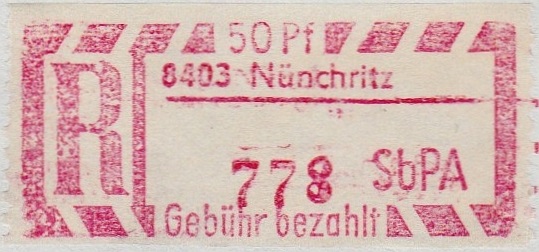 50 Pf
R
8403 Nünchritz
778 SbPA
Gebühr bezahlt